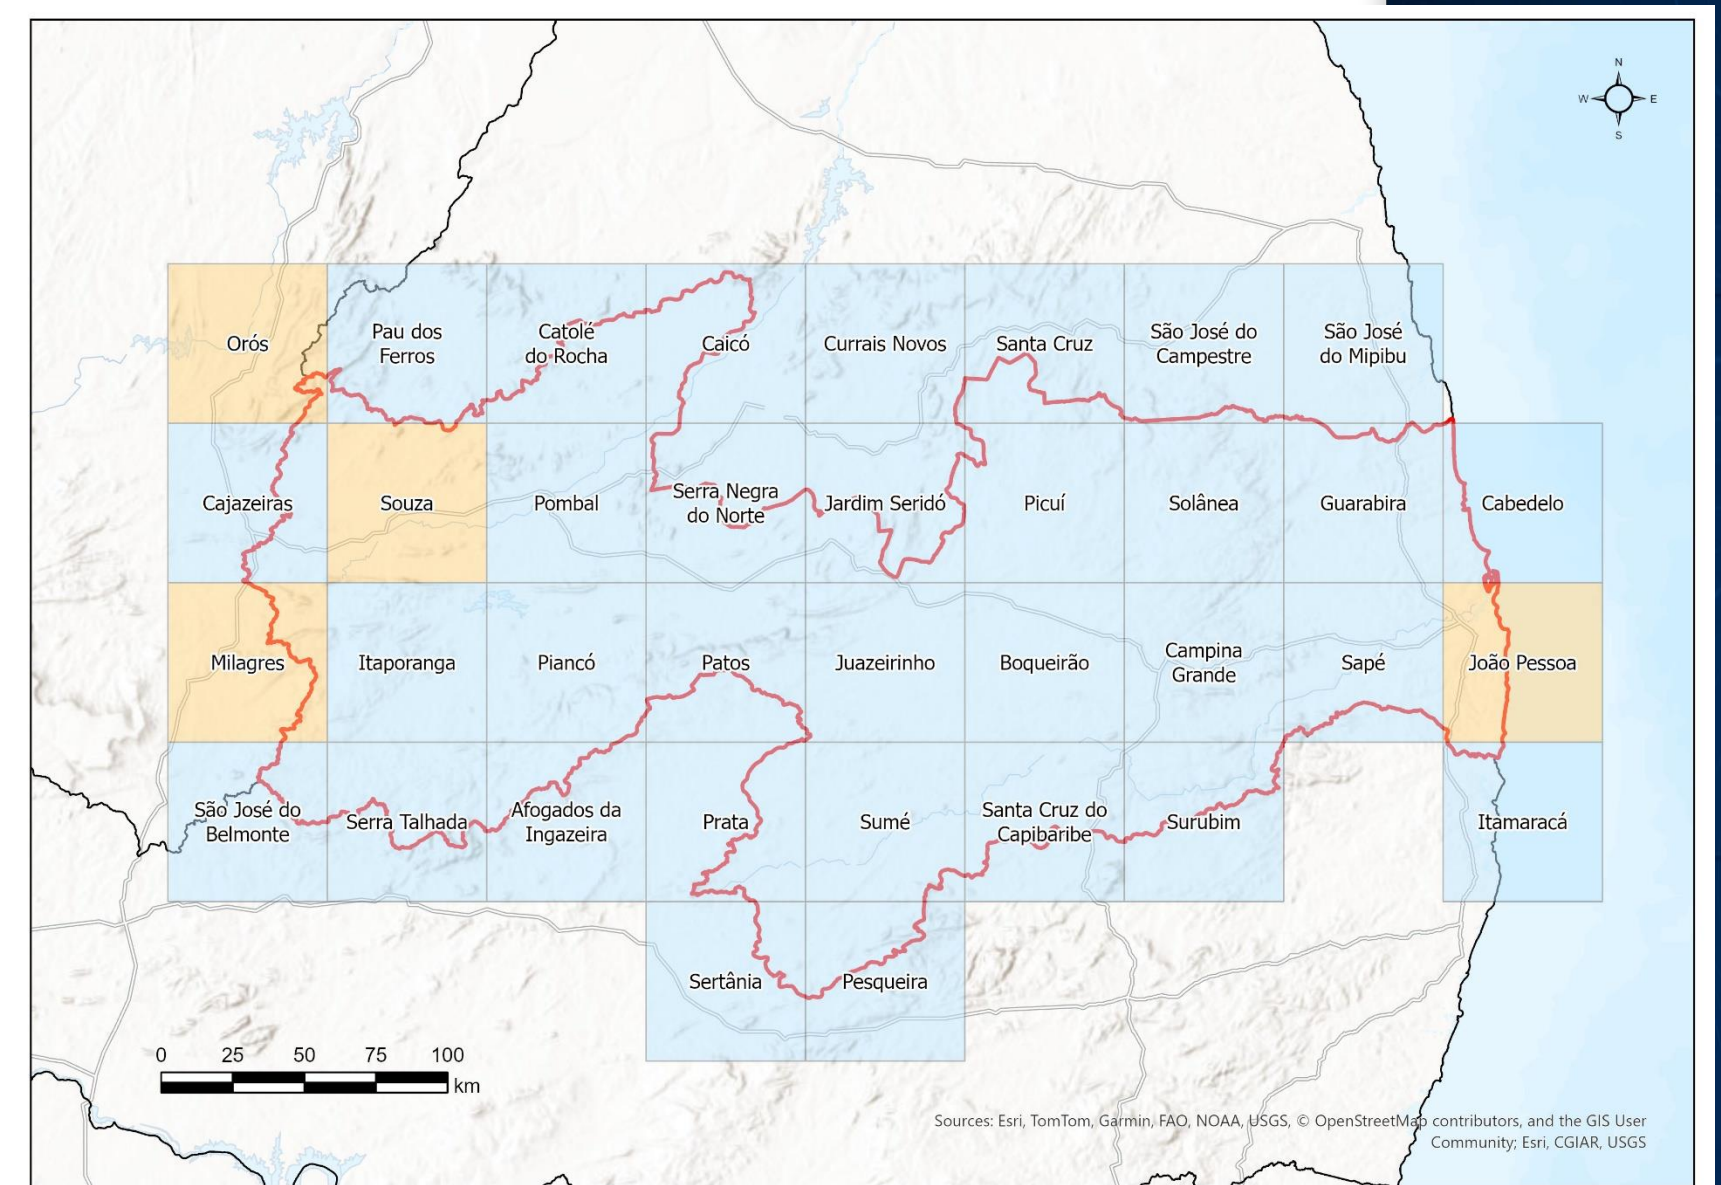 N
W E
S
Orós
Pau dos
Ferros
Catolé
do Rocha
Caicó
Currais Novos
Santa Cruz
São José do
Campestre
São José
do Mipibu
Cajazeiras
Souza
Pombal
Serra Negra
do Norte
Jardim Seridó
Picuí
Solânea
Guarabira
Cabedelo
Milagres
Itaporanga
Piancó
Patos
Juazeirinho
Boqueirão
Campina
Grande
Sapé
João Pessoa
São José do
Belmonte
Serra Talhada
Afogados da
Ingazeira
Prata
Sumé
Santa Cruz do
Capibaribe
Surubim
Itamaracá
Sertânia
Pesqueira
0 25 50 75 100
km
Sources: Esri, TomTom, Garmin, FAO, NOAA, USGS, © OpenStreetMap contributors, and the GIS User
Community; Esri, CGIAR, USGS